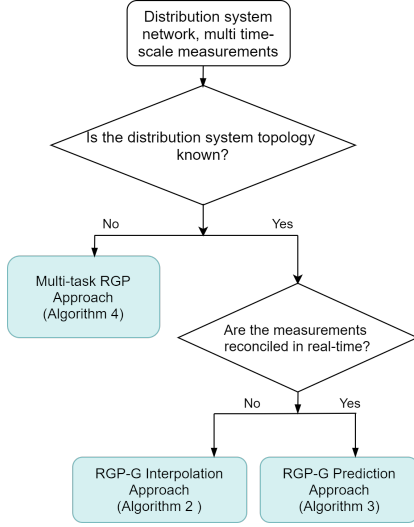 Distribution system
network, multi time-
scale measurements
Is the distribution system topology
known?
No
Yes
Multi-task RGP
Approach
(Algorithm 4)
Are the measurements
reconciled in real-time?
No
Yes
RGP-G Interpolation
Approach
(Algorithm 2 )
RGP-G Prediction
Approach
(Algorithm 3)